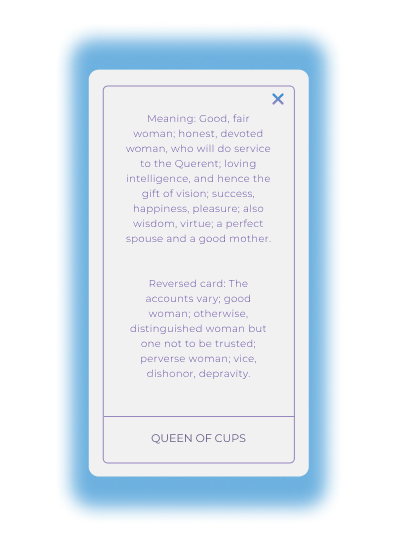 Meaning: Good, fair
woman; honest, devoted
woman, who will do service
to the Querent; loving
intelligence, and hence the
gift of vision; success,
happiness, pleasure; also
wisdom, virtue; a perfect
spouse and a good mother.
Reversed card: The
accounts vary; good
woman; otherwise,
distinguished woman but
one not to be trusted;
perverse woman; vice,
dishonor, depravity.
QUEEN OF CUPS